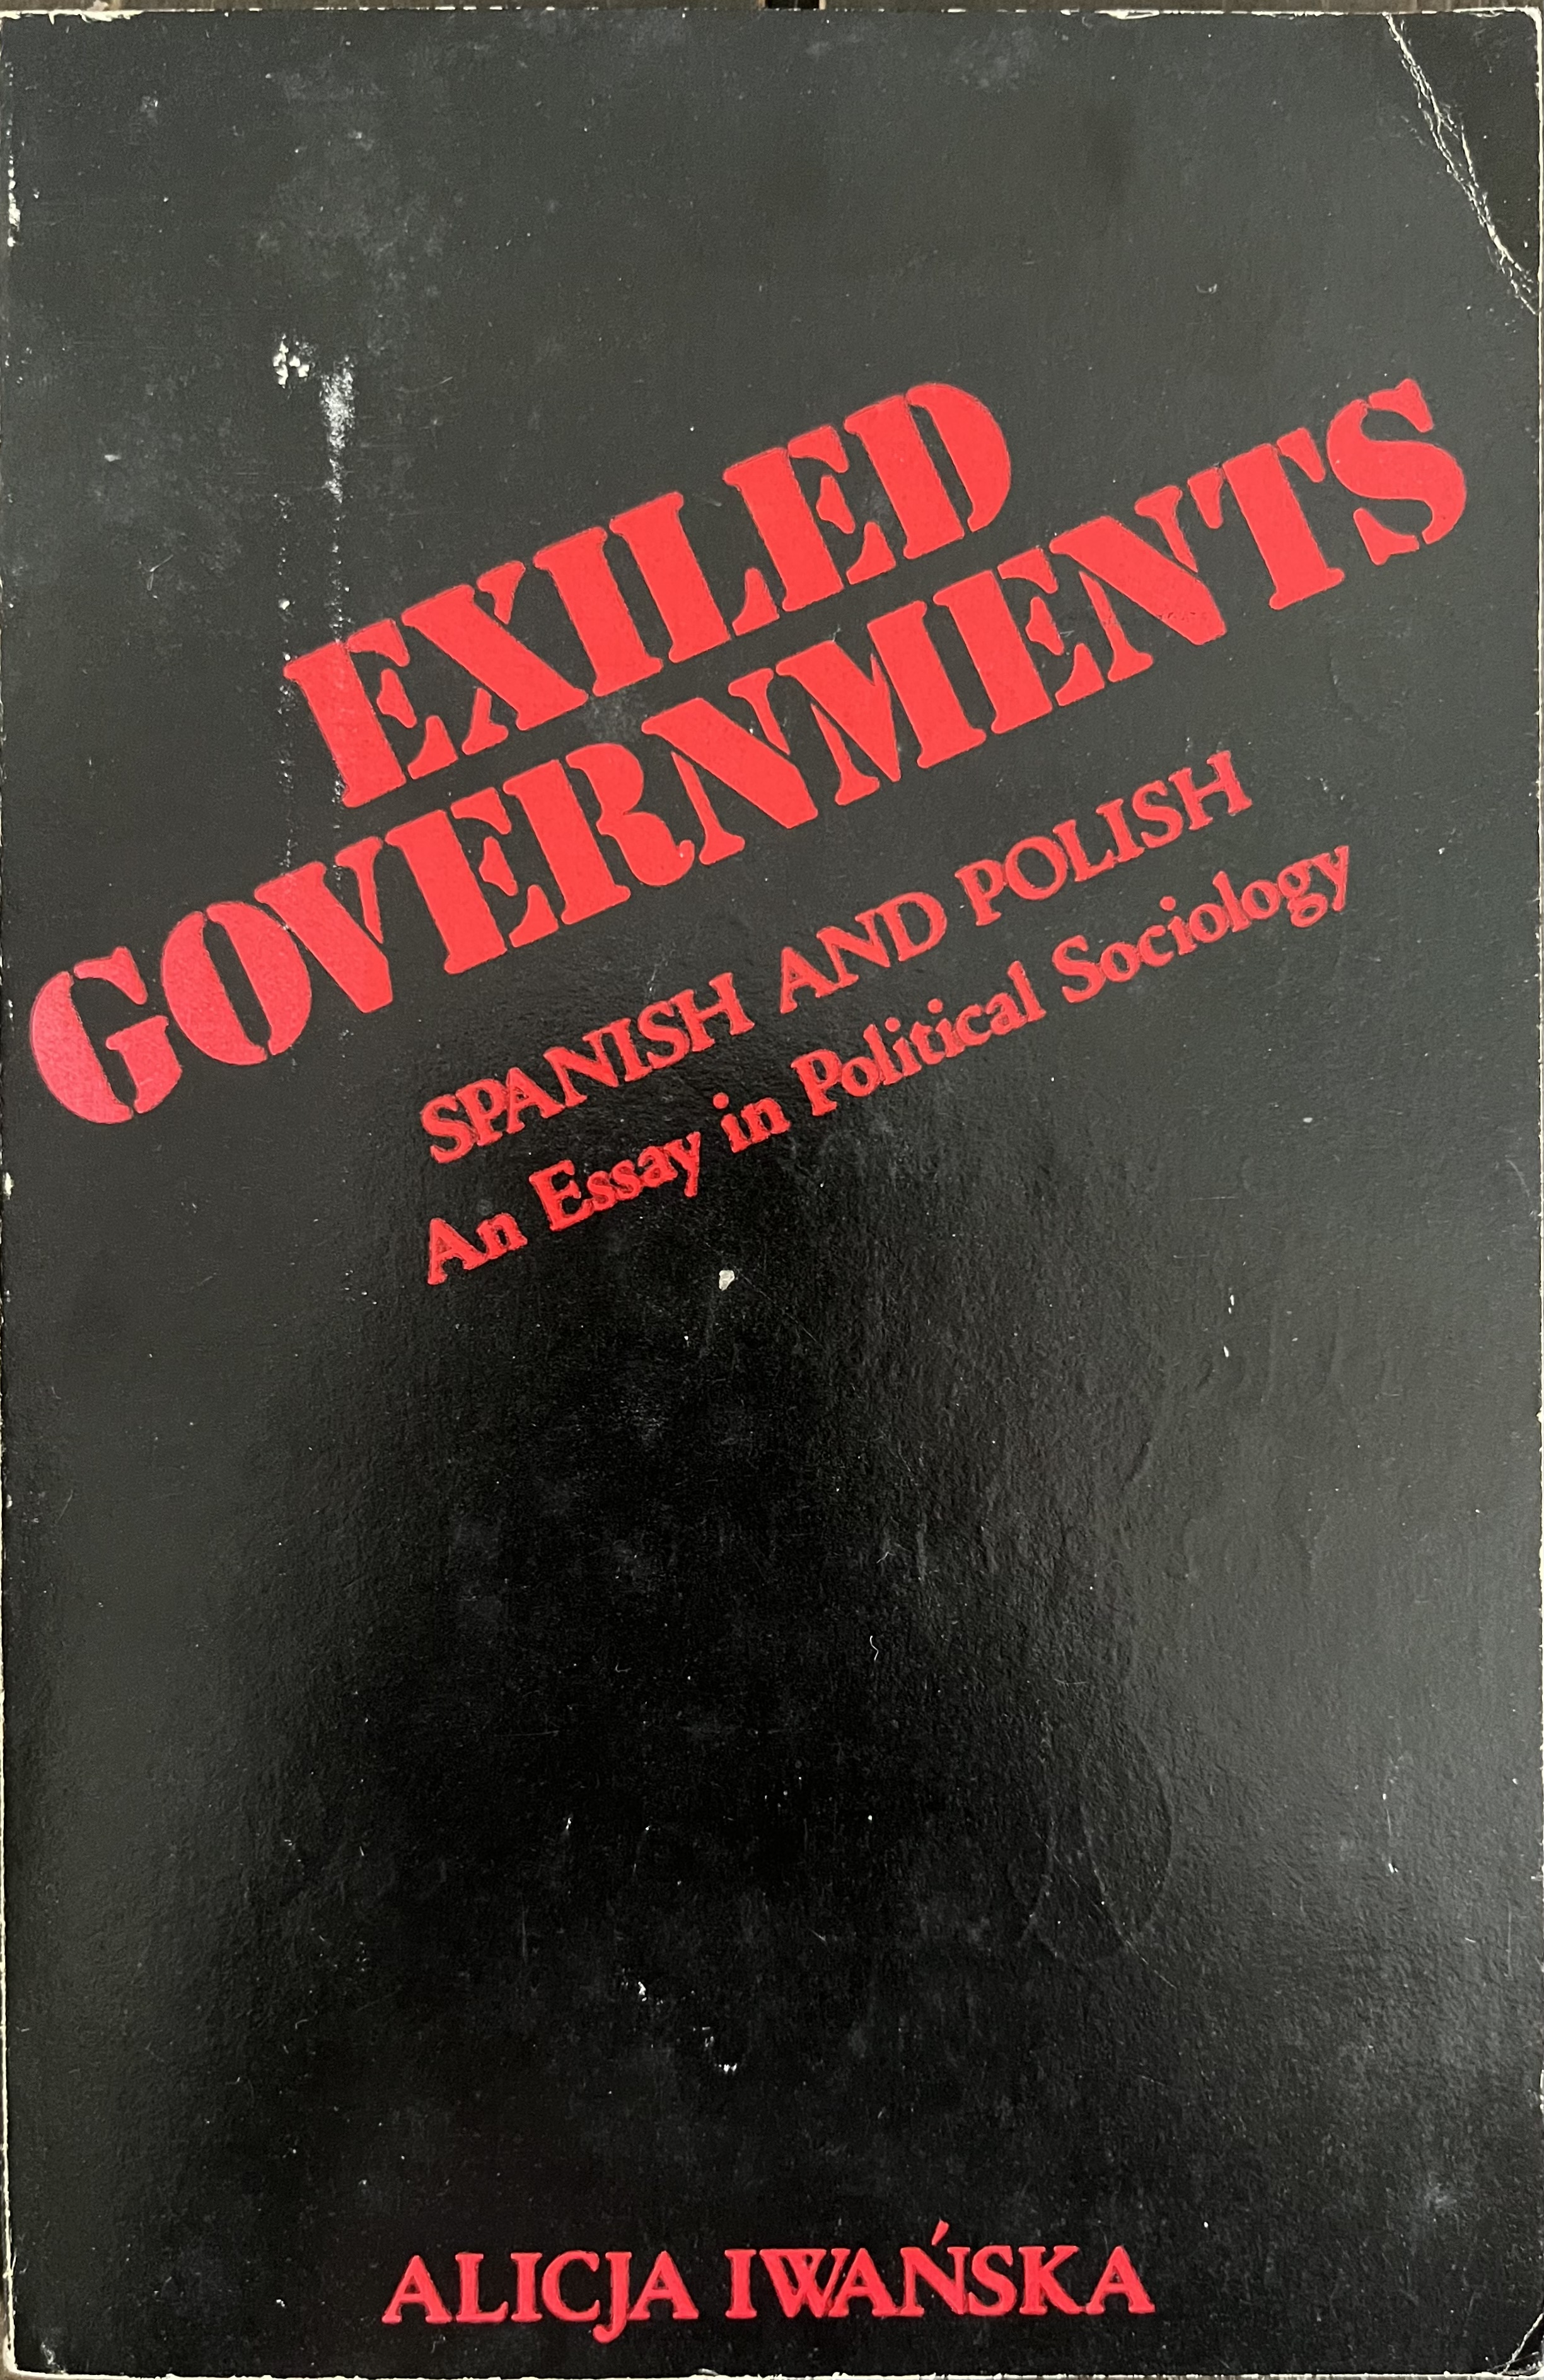 EXILED
GOVERNMENTS
SPANISH AND POLISH
An Essay in Political Sociology
ALICJA IWAŃSKA